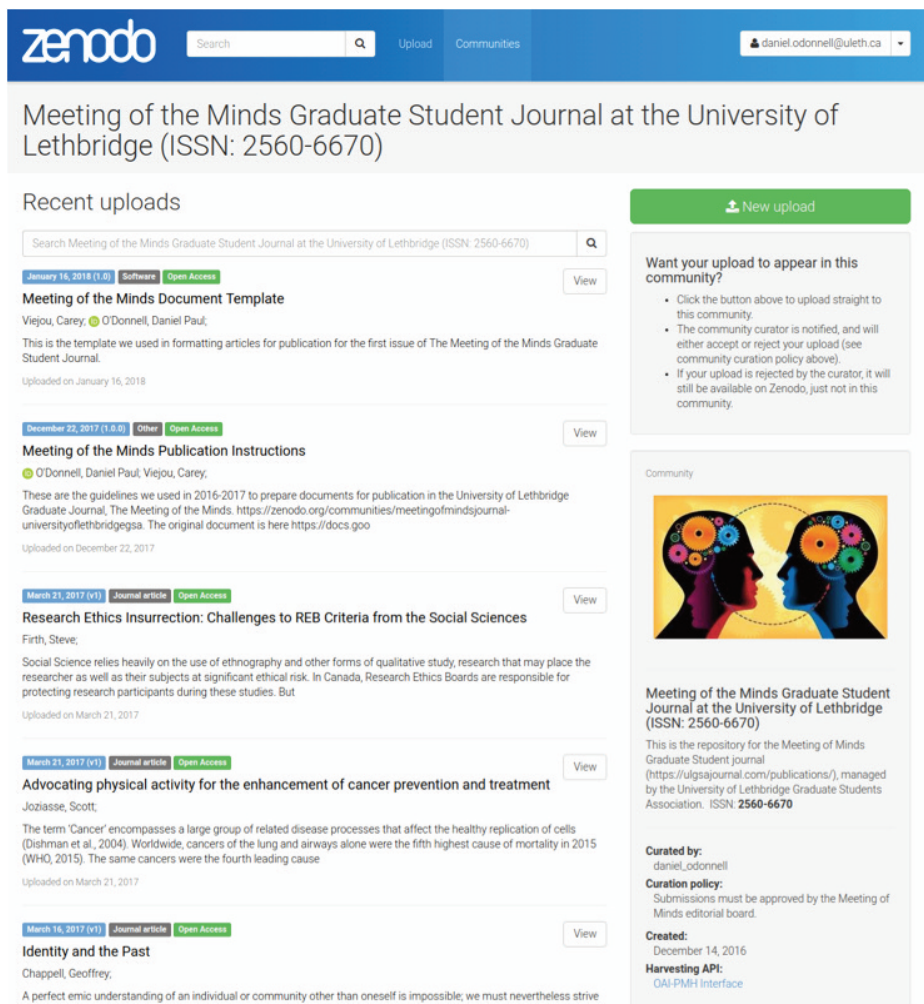 zenodo
Search
Upload
Communities
daniel.odonnell@uleth.ca
Meeting of the Minds Graduate Student Journal at the University of
Lethbridge (ISSN: 2560-6670)
Recent uploads
Search Meeting of the Minds Graduate Student Journal at the University of Lethbridge (ISSN: 2560-6670)
January 16, 2018 (1.0) Software Open Access
View
Meeting of the Minds Document Template
Viejou, Carey; iD O'Donnell, Daniel Paul;
This is the template we used in formatting articles for publication for the first issue of The Meeting of the Minds Graduate
Student Journal.
Uploaded on January 16, 2018
December 22, 2017 (1.0.0) Other Open Access
View
Meeting of the Minds Publication Instructions
iD O'Donnell, Daniel Paul; Viejou, Carey;
These are the guidelines we used in 2016-2017 to prepare documents for publication in the University of Lethbridge
Graduate Journal, The Meeting of the Minds. https://zenodo.org/communities/meetingofmindsjournal-
universityoflethbridgegsa. The original document is here https://docs.goo
Uploaded on December 22, 2017
March 21, 2017 (v1) Journal article Open Access
View
Research Ethics Insurrection: Challenges to REB Criteria from the Social Sciences
Firth, Steve;
Social Science relies heavily on the use of ethnography and other forms of qualitative study, research that may place the
researcher as well as their subjects at significant ethical risk. In Canada, Research Ethics Boards are responsible for
protecting research participants during these studies. But
Uploaded on March 21, 2017
March 21, 2017 (v1) Journal article Open Access
View
Advocating physical activity for the enhancement of cancer prevention and treatment
Joziasse, Scott;
The term 'Cancer' encompasses a large group of related disease processes that affect the healthy replication of cells
(Dishman et al., 2004). Worldwide, cancers of the lung and airways alone were the fifth highest cause of mortality in 2015
(WHO, 2015). The same cancers were the fourth leading cause
Uploaded on March 21, 2017
March 16, 2017 (v1) Journal article Open Access
View
Identity and the Past
Chappell, Geoffrey;
A perfect emic understanding of an individual or community other than oneself is impossible; we must nevertheless strive
New upload
Want your upload to appear in this
community?
• Click the button above to upload straight to
this community.
• The community curator is notified, and will
either accept or reject your upload (see
community curation policy above).
• If your upload is rejected by the curator, it will
still be available on Zenodo, just not in this
community.
Community
Meeting of the Minds Graduate Student
Journal at the University of Lethbridge
(ISSN: 2560-6670)
This is the repository for the Meeting of Minds
Graduate Student journal
(https://ulgsajournal.com/publications/), managed
by the University of Lethbridge Graduate Students
Association. ISSN: 2560-6670
Curated by:
daniel_odonnell
Curation policy:
Submissions must be approved by the Meeting of
Minds editorial board.
Created:
December 14, 2016
Harvesting API:
OAI-PMH Interface